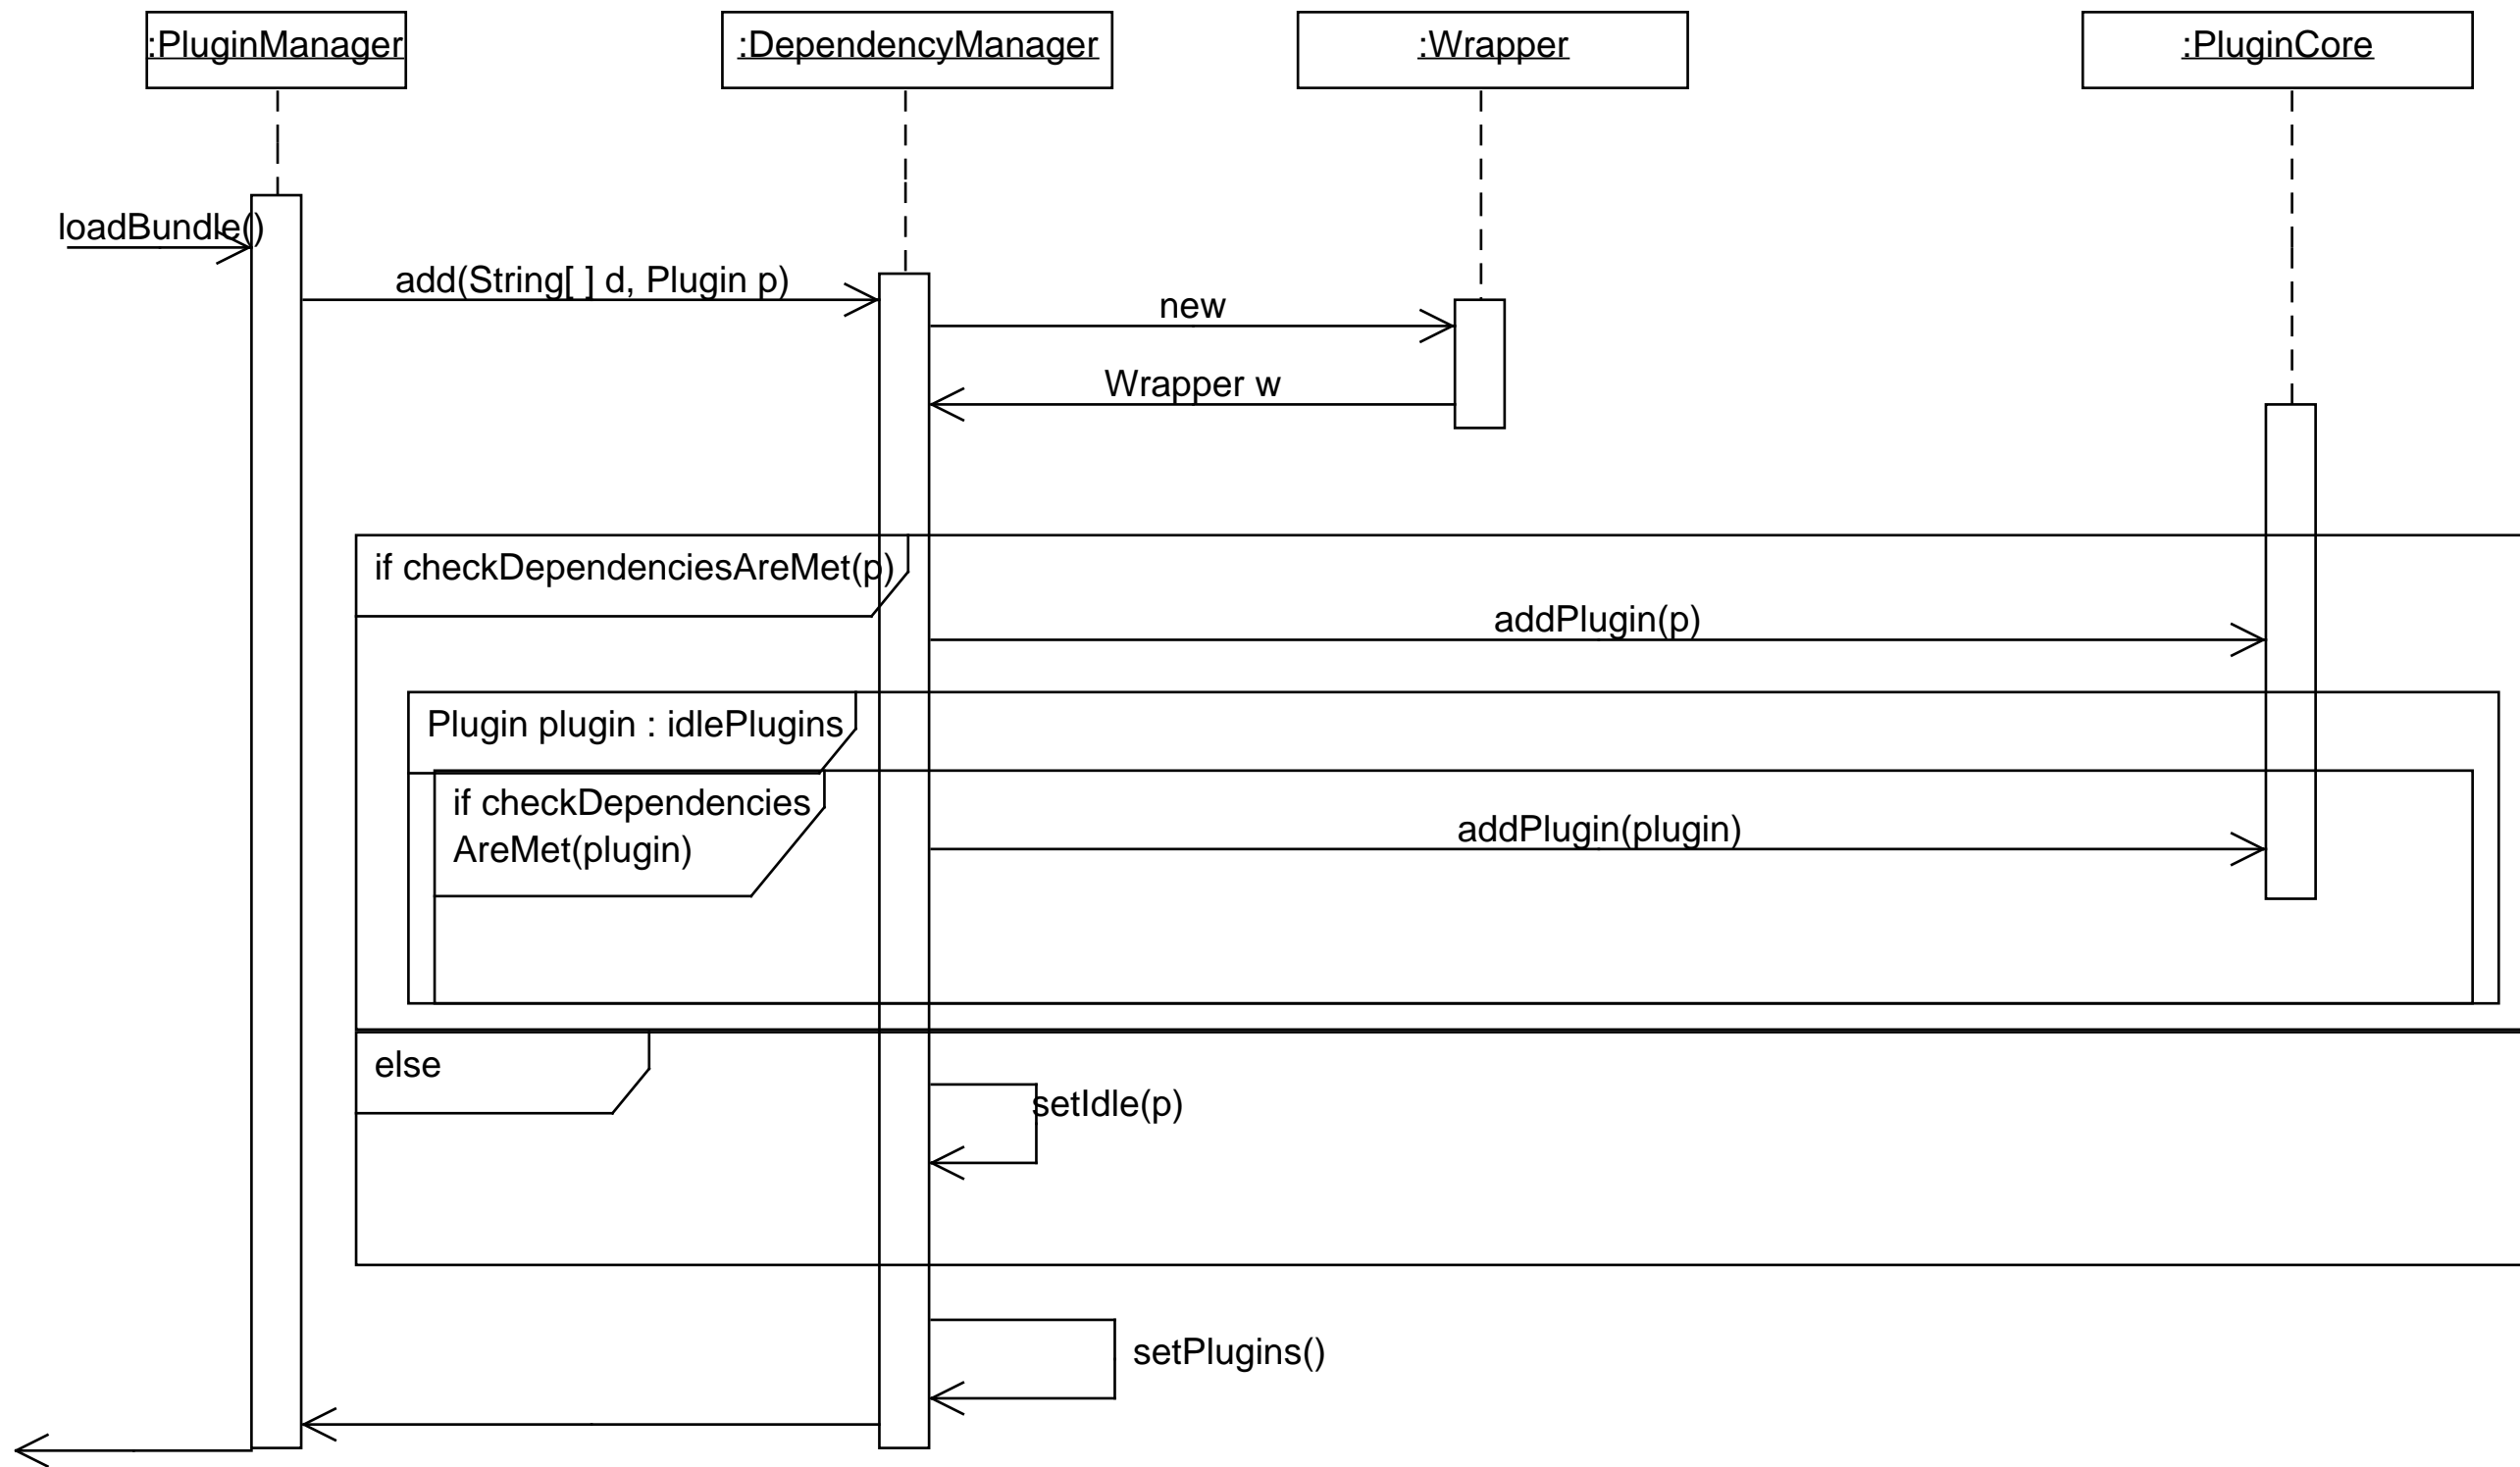 :PluginManager
:DependencyManager
:Wrapper
:PluginCore
loadBundle()
add(String[ ] d, Plugin p)
new
Wrapper w
if checkDependenciesAreMet(p)
addPlugin(p)
Plugin plugin : idlePlugins
if checkDependencies
AreMet(plugin)
addPlugin(plugin)
else
setIdle(p)
setPlugins()